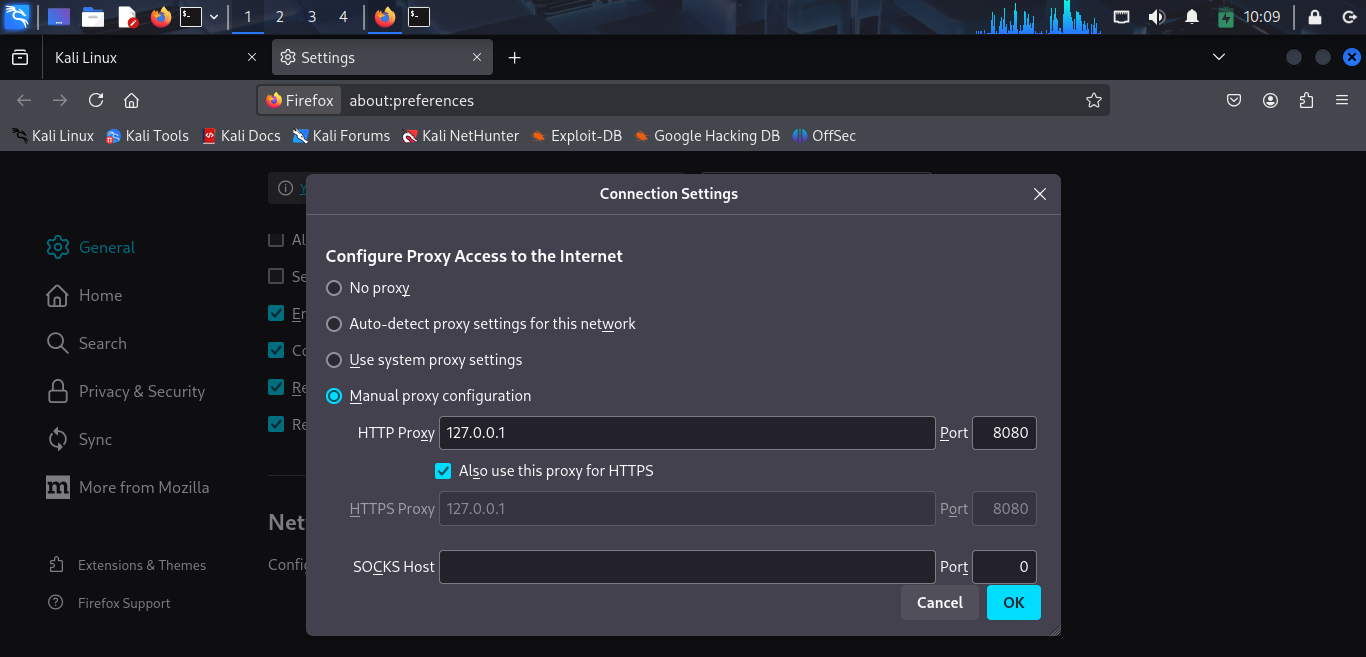 1 2 3 4 10:09
Kali Linux Settings
Firefox about:preferences
Kali Linux Kali Tools Kali Docs Kali Forums Kali NetHunter Exploit-DB Google Hacking DB OffSec
Connection Settings
General
Home
Search
Privacy & Security
Sync
More from Mozilla
Extensions & Themes
Firefox Support
Y
Al
Se
En
Co
Re
Re
Net
Config
Configure Proxy Access to the Internet
No proxy
Auto-detect proxy settings for this network
Use system proxy settings
Manual proxy configuration
HTTP Proxy 127.0.0.1 Port 8080
Also use this proxy for HTTPS
HTTPS Proxy 127.0.0.1 Port 8080
SOCKS Host Port 0
Cancel OK